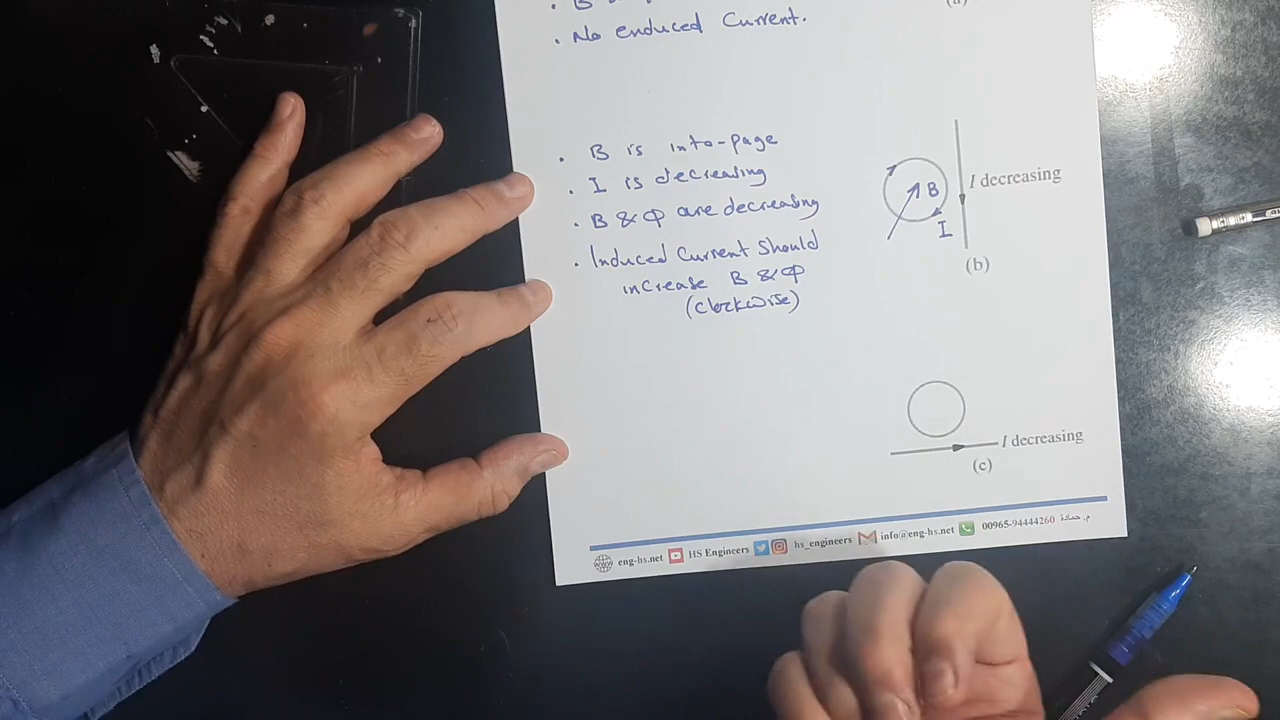 . No enduced Current.
. B is into-page
. I is decreasing
. B & Φ are decreasing
. Induced Current Should
increase B & Φ
(Clockwise)
B
I
I decreasing
(b)
I decreasing
(c)
eng-hs.net HS Engineers hs_engineers info@eng-hs.net 00965-94444260 م. حمادة